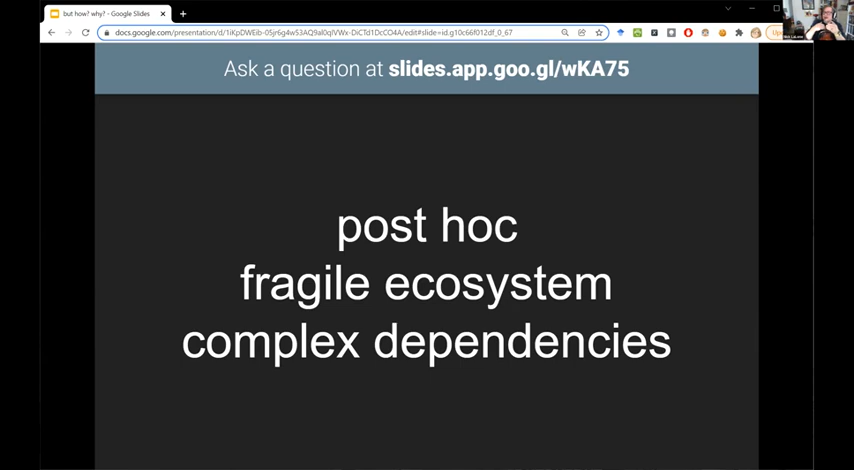 but how? why? - Google Slides
docs.google.com/presentation/d/1iKpDWEib-05jr6g4w53AQ9al0qlVWx-DiCTd1DcCO4A/edit#slide=id.g10c66f012df_0_67
Ask a question at slides.app.goo.gl/wKA75
post hoc
fragile ecosystem
complex dependencies